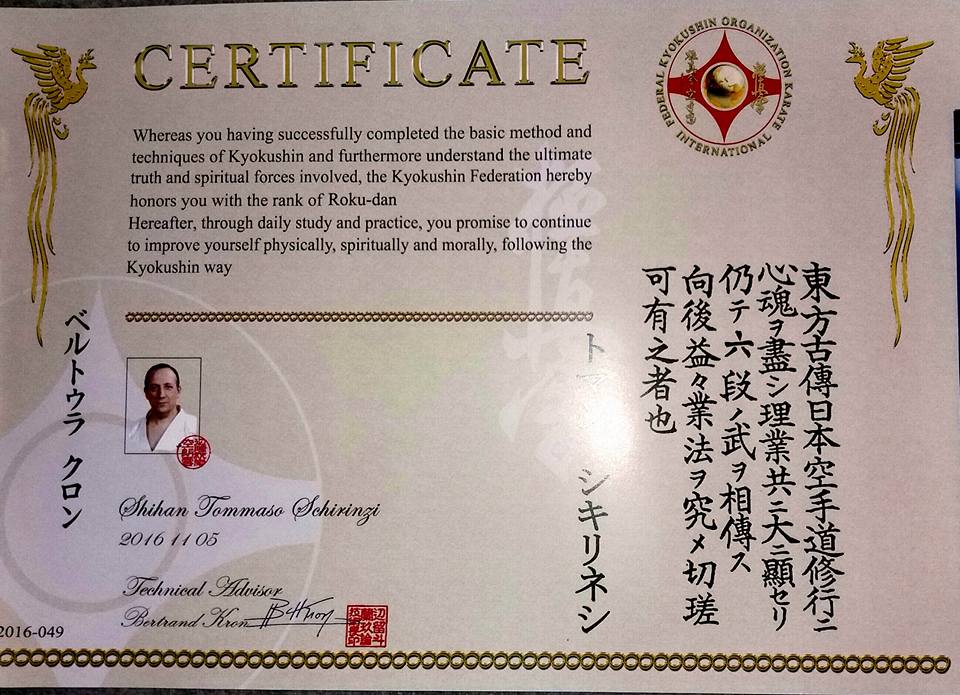 CERTIFICATE
FEDERAL KYOKUSHIN ORGANIZATION KARATE INTERNATIONAL
極真会
Whereas you having successfully completed the basic method and
techniques of Kyokushin and furthermore understand the ultimate
truth and spiritual forces involved, the Kyokushin Federation hereby
honors you with the rank of Roku-dan
Hereafter, through daily study and practice, you promise to continue
to improve yourself physically, spiritually and morally, following the
Kyokushin way
東方古傳日本空手道修行ニ
心魂ヲ盡シ理業共ニ大ニ顯セリ
仍テ六段ノ武ヲ相傳ス
向後益々業法ヲ究メ切瑳
可有之者也
ト シキリネシ
ベルトウラ クロン
Shihan Tommaso Schirinzi
2016 11 05
Technical Advisor
Bertrand Kron
2016-049